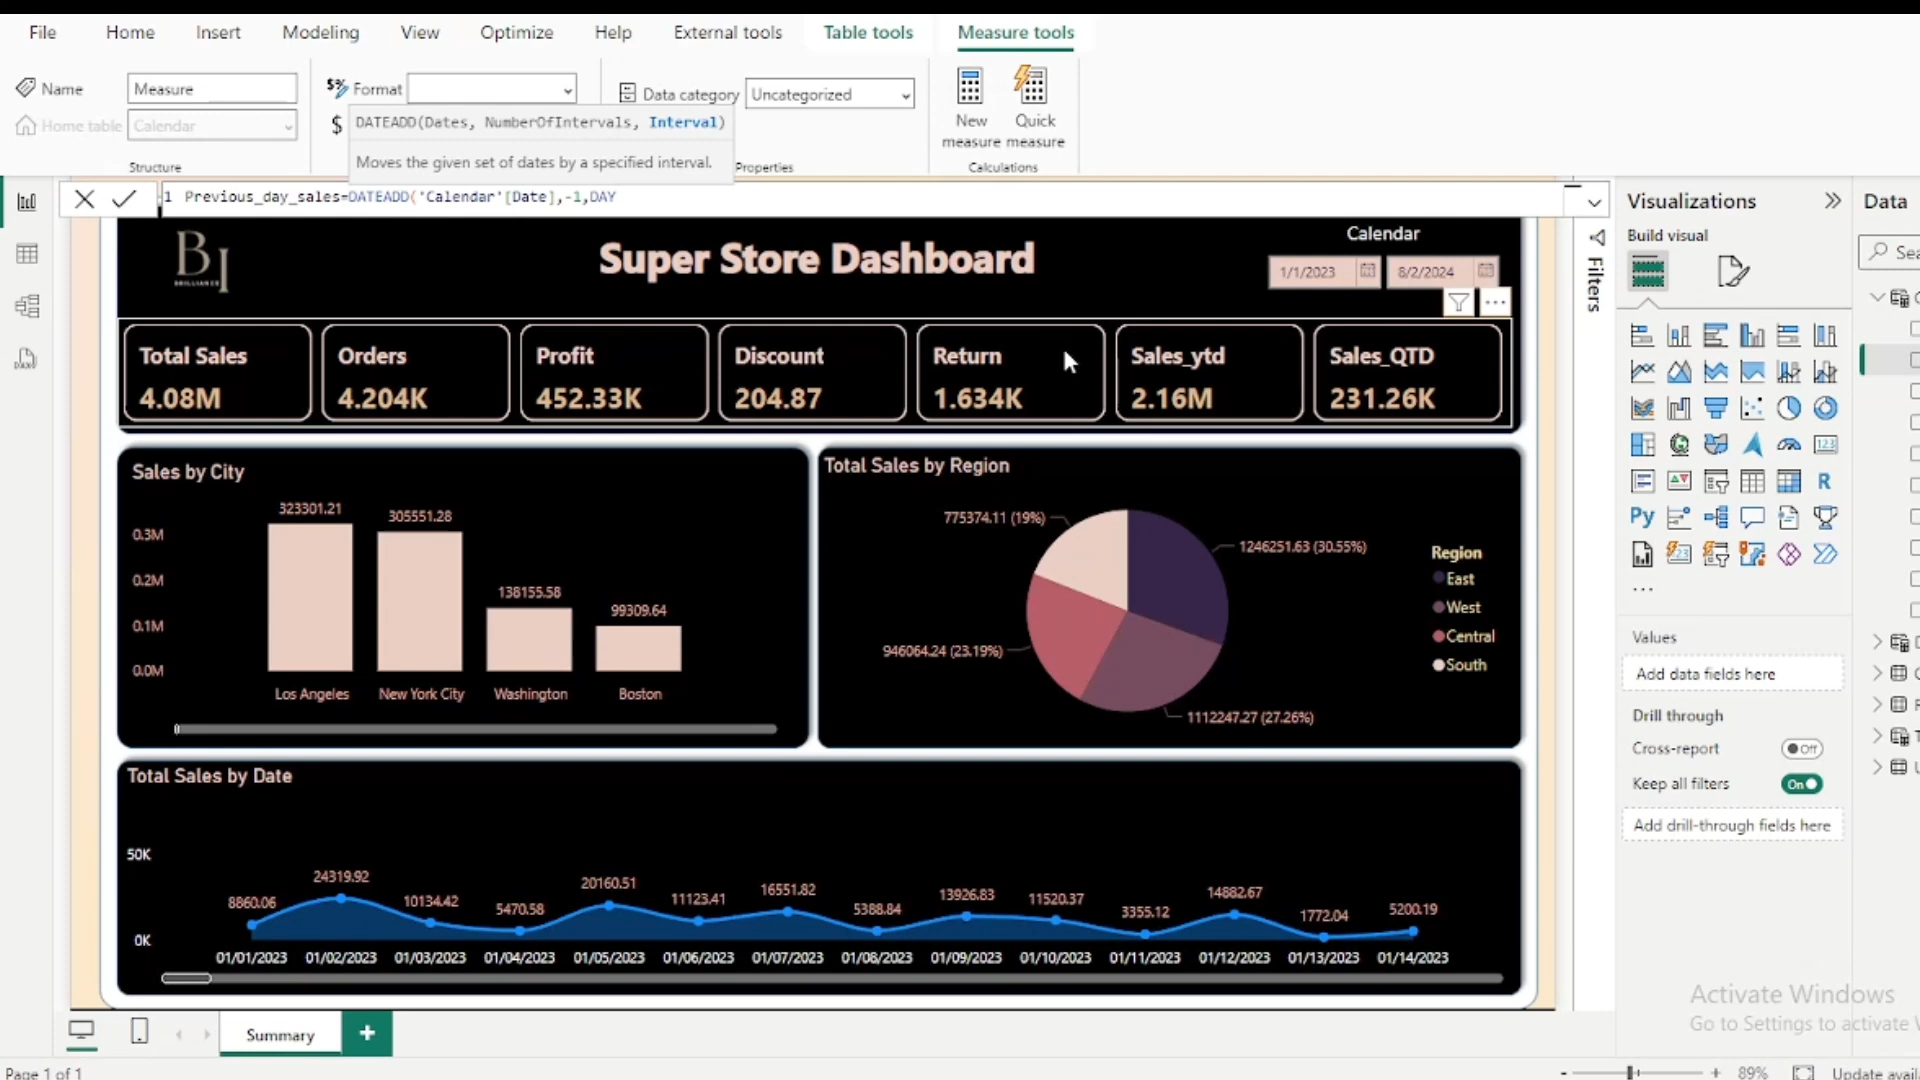 File Home Insert Modeling View Optimize Help External tools Table tools Measure tools
Name Measure
Format
Data category Uncategorized
New measure
Quick measure
Home table Calendar
$
DATEADD(Dates, NumberOfIntervals, Interval)
Moves the given set of dates by a specified interval.
Structure
Properties
Calculations
1 Previous_day_sales=DATEADD('Calendar'[Date],-1,DAY
BI
Super Store Dashboard
Calendar
1/1/2023 8/2/2024
Total Sales
4.08M
Orders
4.204K
Profit
452.33K
Discount
204.87
Return
1.634K
Sales_ytd
2.16M
Sales_QTD
231.26K
Sales by City
323301.21
305551.28
138155.58
99309.64
0.3M
0.2M
0.1M
0.0M
Los Angeles New York City Washington Boston
Total Sales by Region
775374.11 (19%)
1246251.63 (30.55%)
946064.24 (23.19%)
1112247.27 (27.26%)
Region
East
West
Central
South
Total Sales by Date
50K
0K
8860.06 24319.92 10134.42 5470.58 20160.51 11123.41 16551.82 5388.84 13926.83 11520.37 3355.12 14882.67 1772.04 5200.19
01/01/2023 01/02/2023 01/03/2023 01/04/2023 01/05/2023 01/06/2023 01/07/2023 01/08/2023 01/09/2023 01/10/2023 01/11/2023 01/12/2023 01/13/2023 01/14/2023
Filters
Visualizations
Build visual
123
R
Py
...
Values
Add data fields here
Drill through
Cross-report Off
Keep all filters On
Add drill-through fields here
Data
Sea
Activate Windows
Go to Settings to activate
Summary
+
Page 1 of 1
- + 89%
Update avail